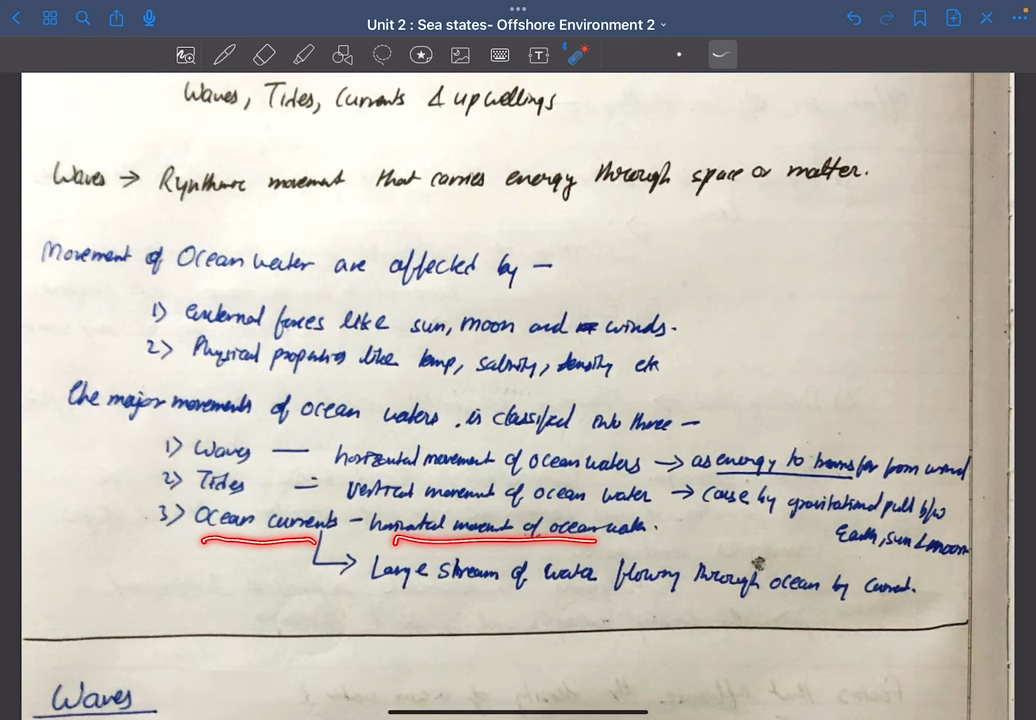 Unit 2 : Sea states- Offshore Environment 2
Waves, Tides, Currents & upwellings
Waves → Rynthmic movement that carries energy through space or matter.
Movement of Ocean water are affected by —
1) External forces like sun, moon and winds.
2) Physical properties like temp, salinity, density etc
The major movements of ocean waters, is classified into three —
1) Waves — horizontal movement of ocean waters → as energy to transfer from wind
2) Tides = vertical movement of ocean water → Cause by gravitational pull b/w
Earth, sun & moon
3) Ocean currents - horizontal movement of ocean water.
↳ Large stream of water flowing through ocean by current.
Waves